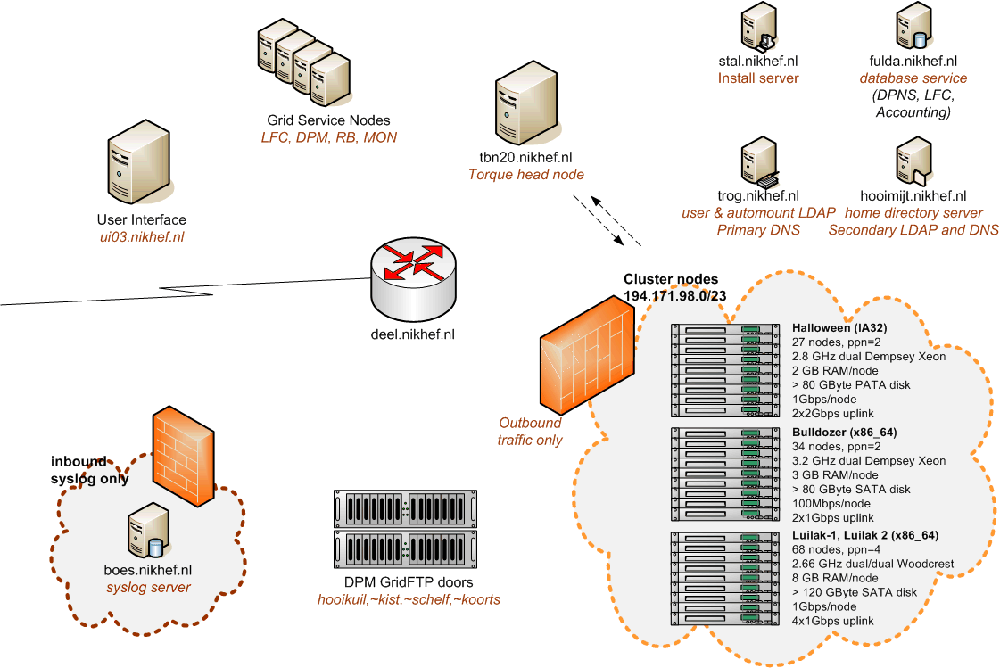 stal.nikhef.nl
Install server
fulda.nikhef.nl
database service
(DPNS, LFC,
Accounting)
Grid Service Nodes
LFC, DPM, RB, MON
tbn20.nikhef.nl
Torque head node
trog.nikhef.nl
user & automount LDAP
Primary DNS
hooimijt.nikhef.nl
home directory server
Secondary LDAP and DNS
User Interface
ui03.nikhef.nl
deel.nikhef.nl
Cluster nodes
194.171.98.0/23
Halloween (IA32)
27 nodes, ppn=2
2.8 GHz dual Dempsey Xeon
2 GB RAM/node
> 80 GByte PATA disk
1Gbps/node
2x2Gbps uplink
Outbound
traffic only
Bulldozer (x86_64)
34 nodes, ppn=2
3.2 GHz dual Dempsey Xeon
3 GB RAM/node
> 80 GByte SATA disk
100Mbps/node
2x1Gbps uplink
Luilak-1, Luilak 2 (x86_64)
68 nodes, ppn=4
2.66 GHz dual/dual Woodcrest
8 GB RAM/node
> 120 GByte SATA disk
1Gbps/node
4x1Gbps uplink
inbound
syslog only
boes.nikhef.nl
syslog server
DPM GridFTP doors
hooikuil,~kist,~schelf,~koorts